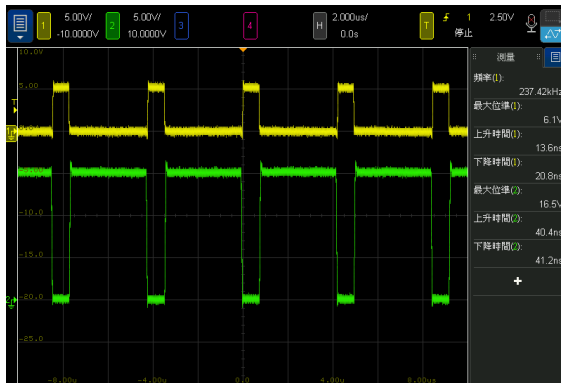 1 5.00V/ -10.0000V 2 5.00V/ 10.0000V 3 4 H 2.000us/ 0.0s T 1 2.50V 停止
測量
頻率(1):
237.42kHz
最大位準(1):
6.1V
上升時間(1):
13.6ns
下降時間(1):
20.8ns
最大位準(2):
16.5V
上升時間(2):
40.4ns
下降時間(2):
41.2ns
+
10.0V
5.00
T
-10.0
-15.0
-20.0
-25.0
-8.00u -4.00u 0.0 4.00u 8.00us